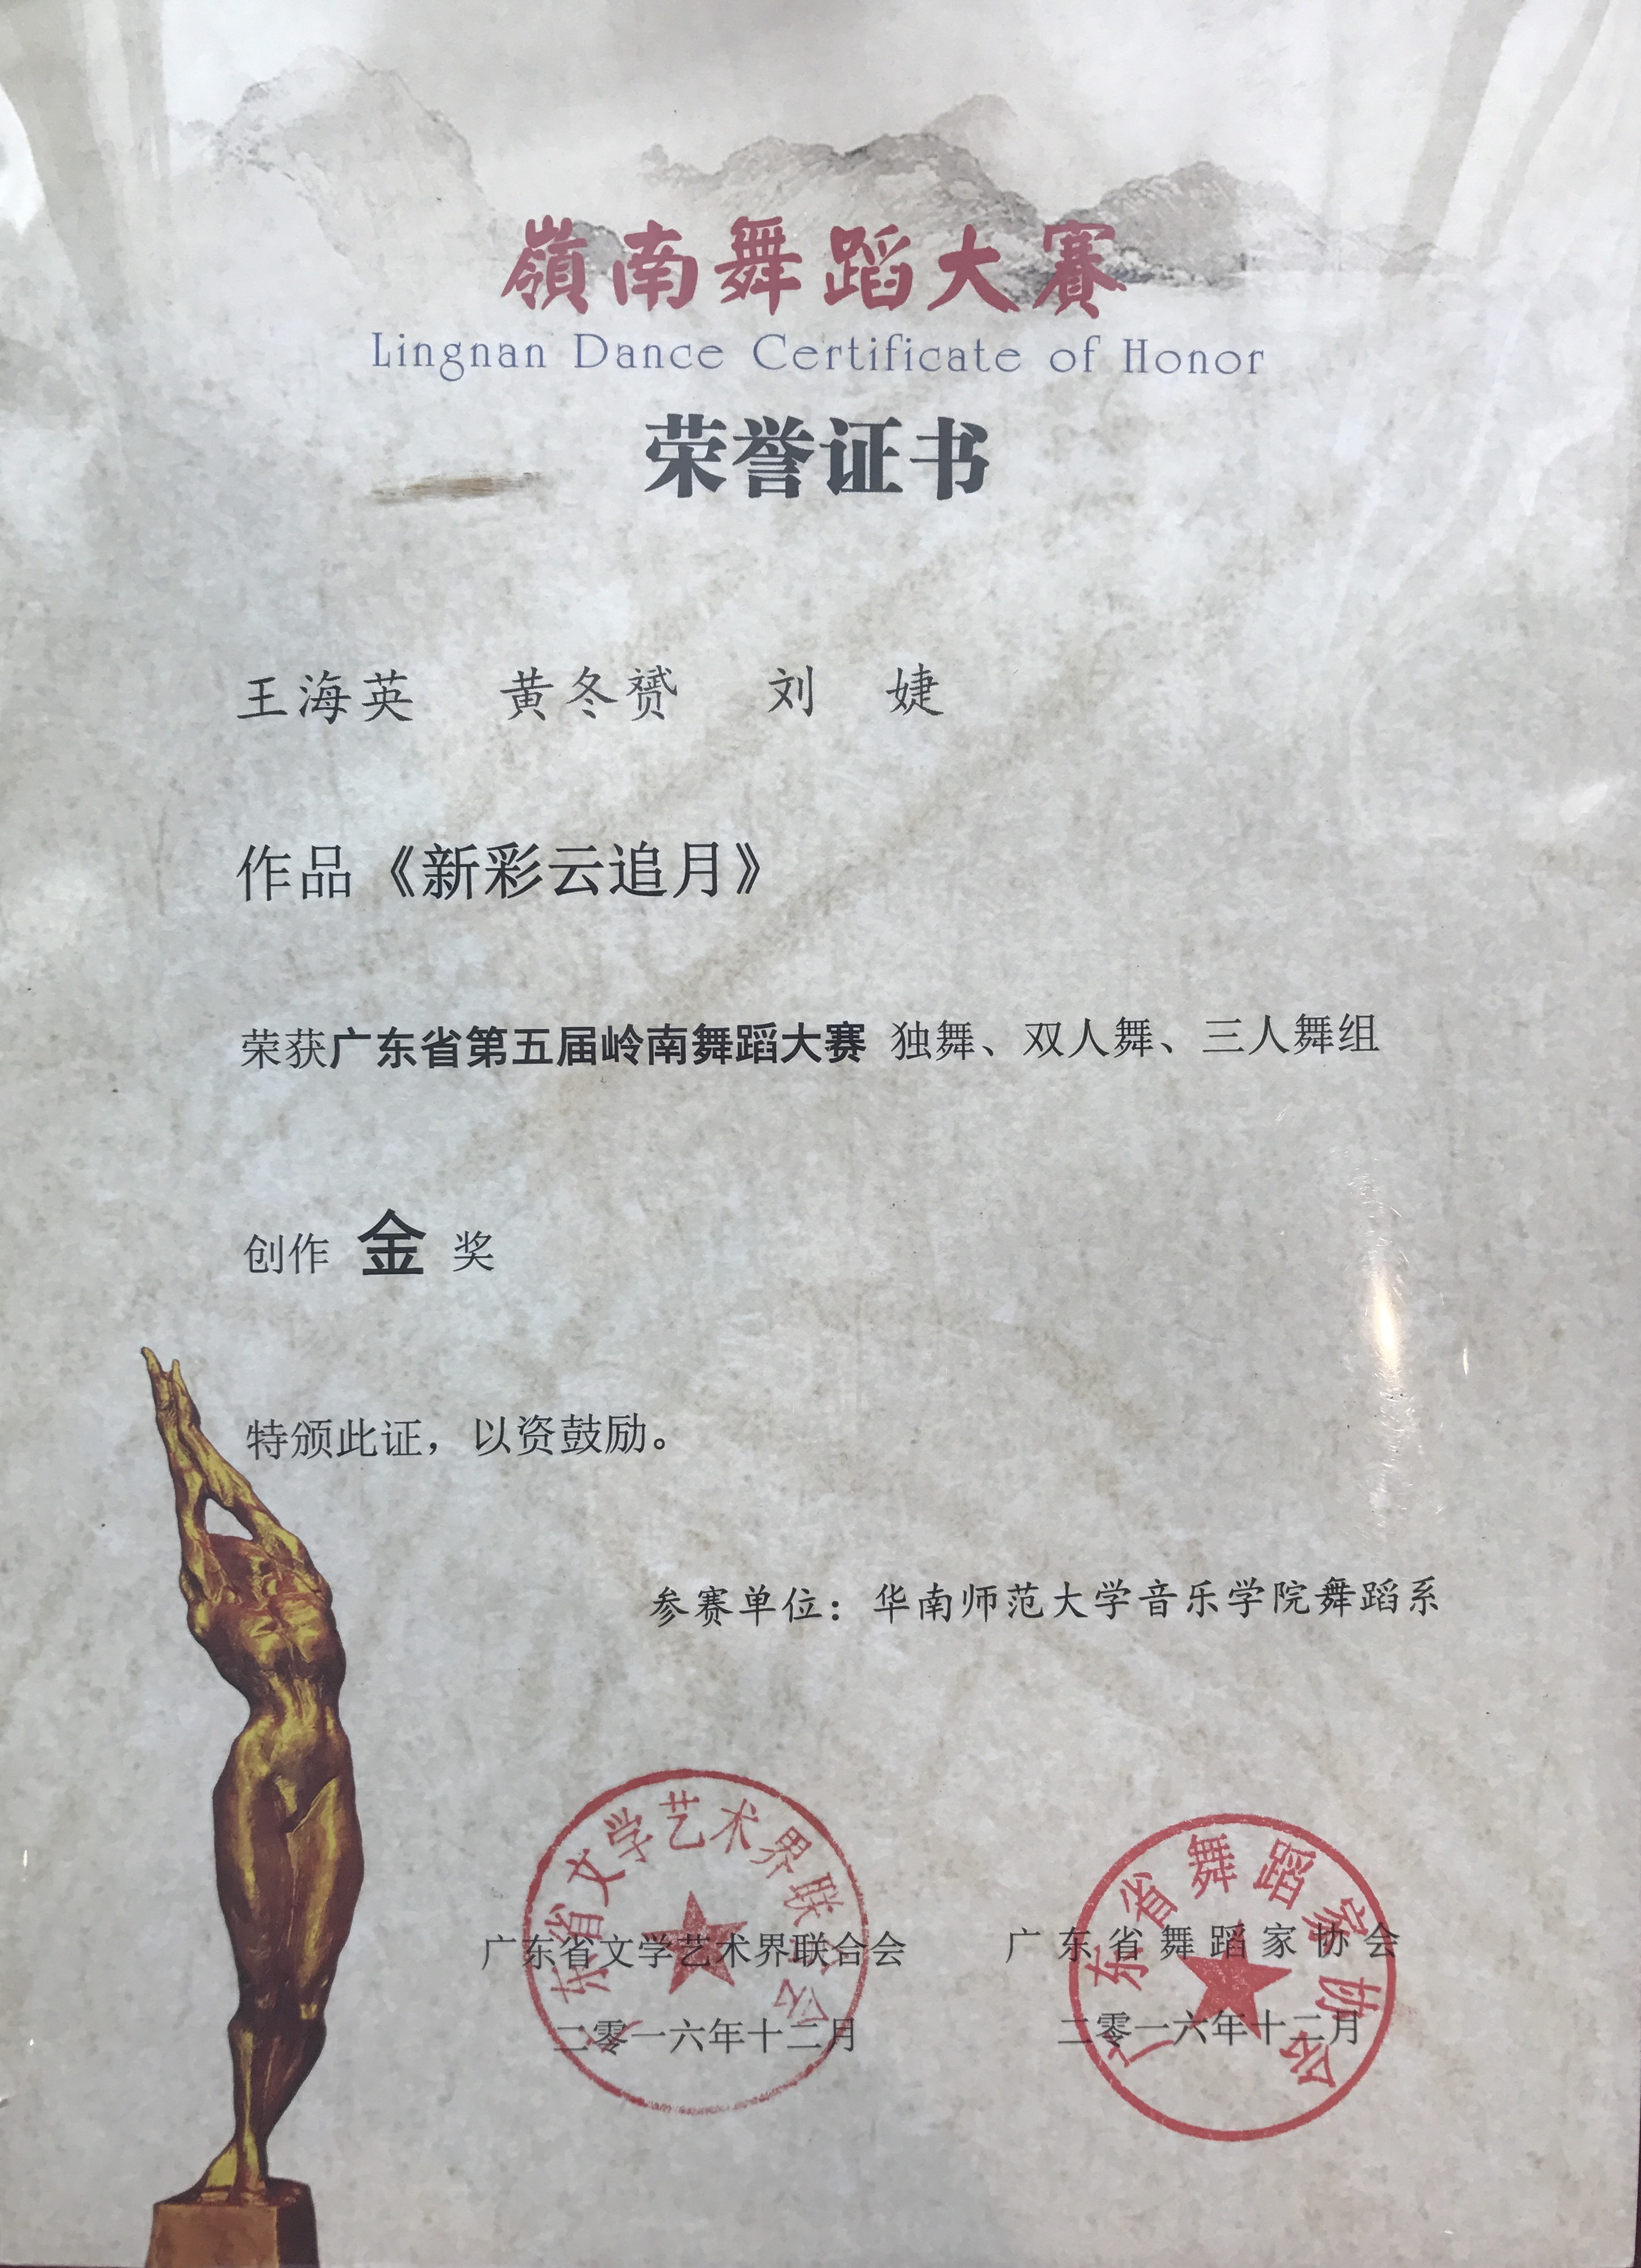 嶺南舞蹈大賽
Lingnan Dance Certificate of Honor
荣誉证书
王海英 黄冬赟 刘 婕
作品《新彩云追月》
荣获广东省第五届岭南舞蹈大赛 独舞、双人舞、三人舞组
创作 金 奖
特颁此证，以资鼓励。
参赛单位：华南师范大学音乐学院舞蹈系
广东省文学艺术界联合会
二零一六年十二月
广东省文学艺术界联合会
广东省舞蹈家协会
二零一六年十二月
广东省舞蹈家协会